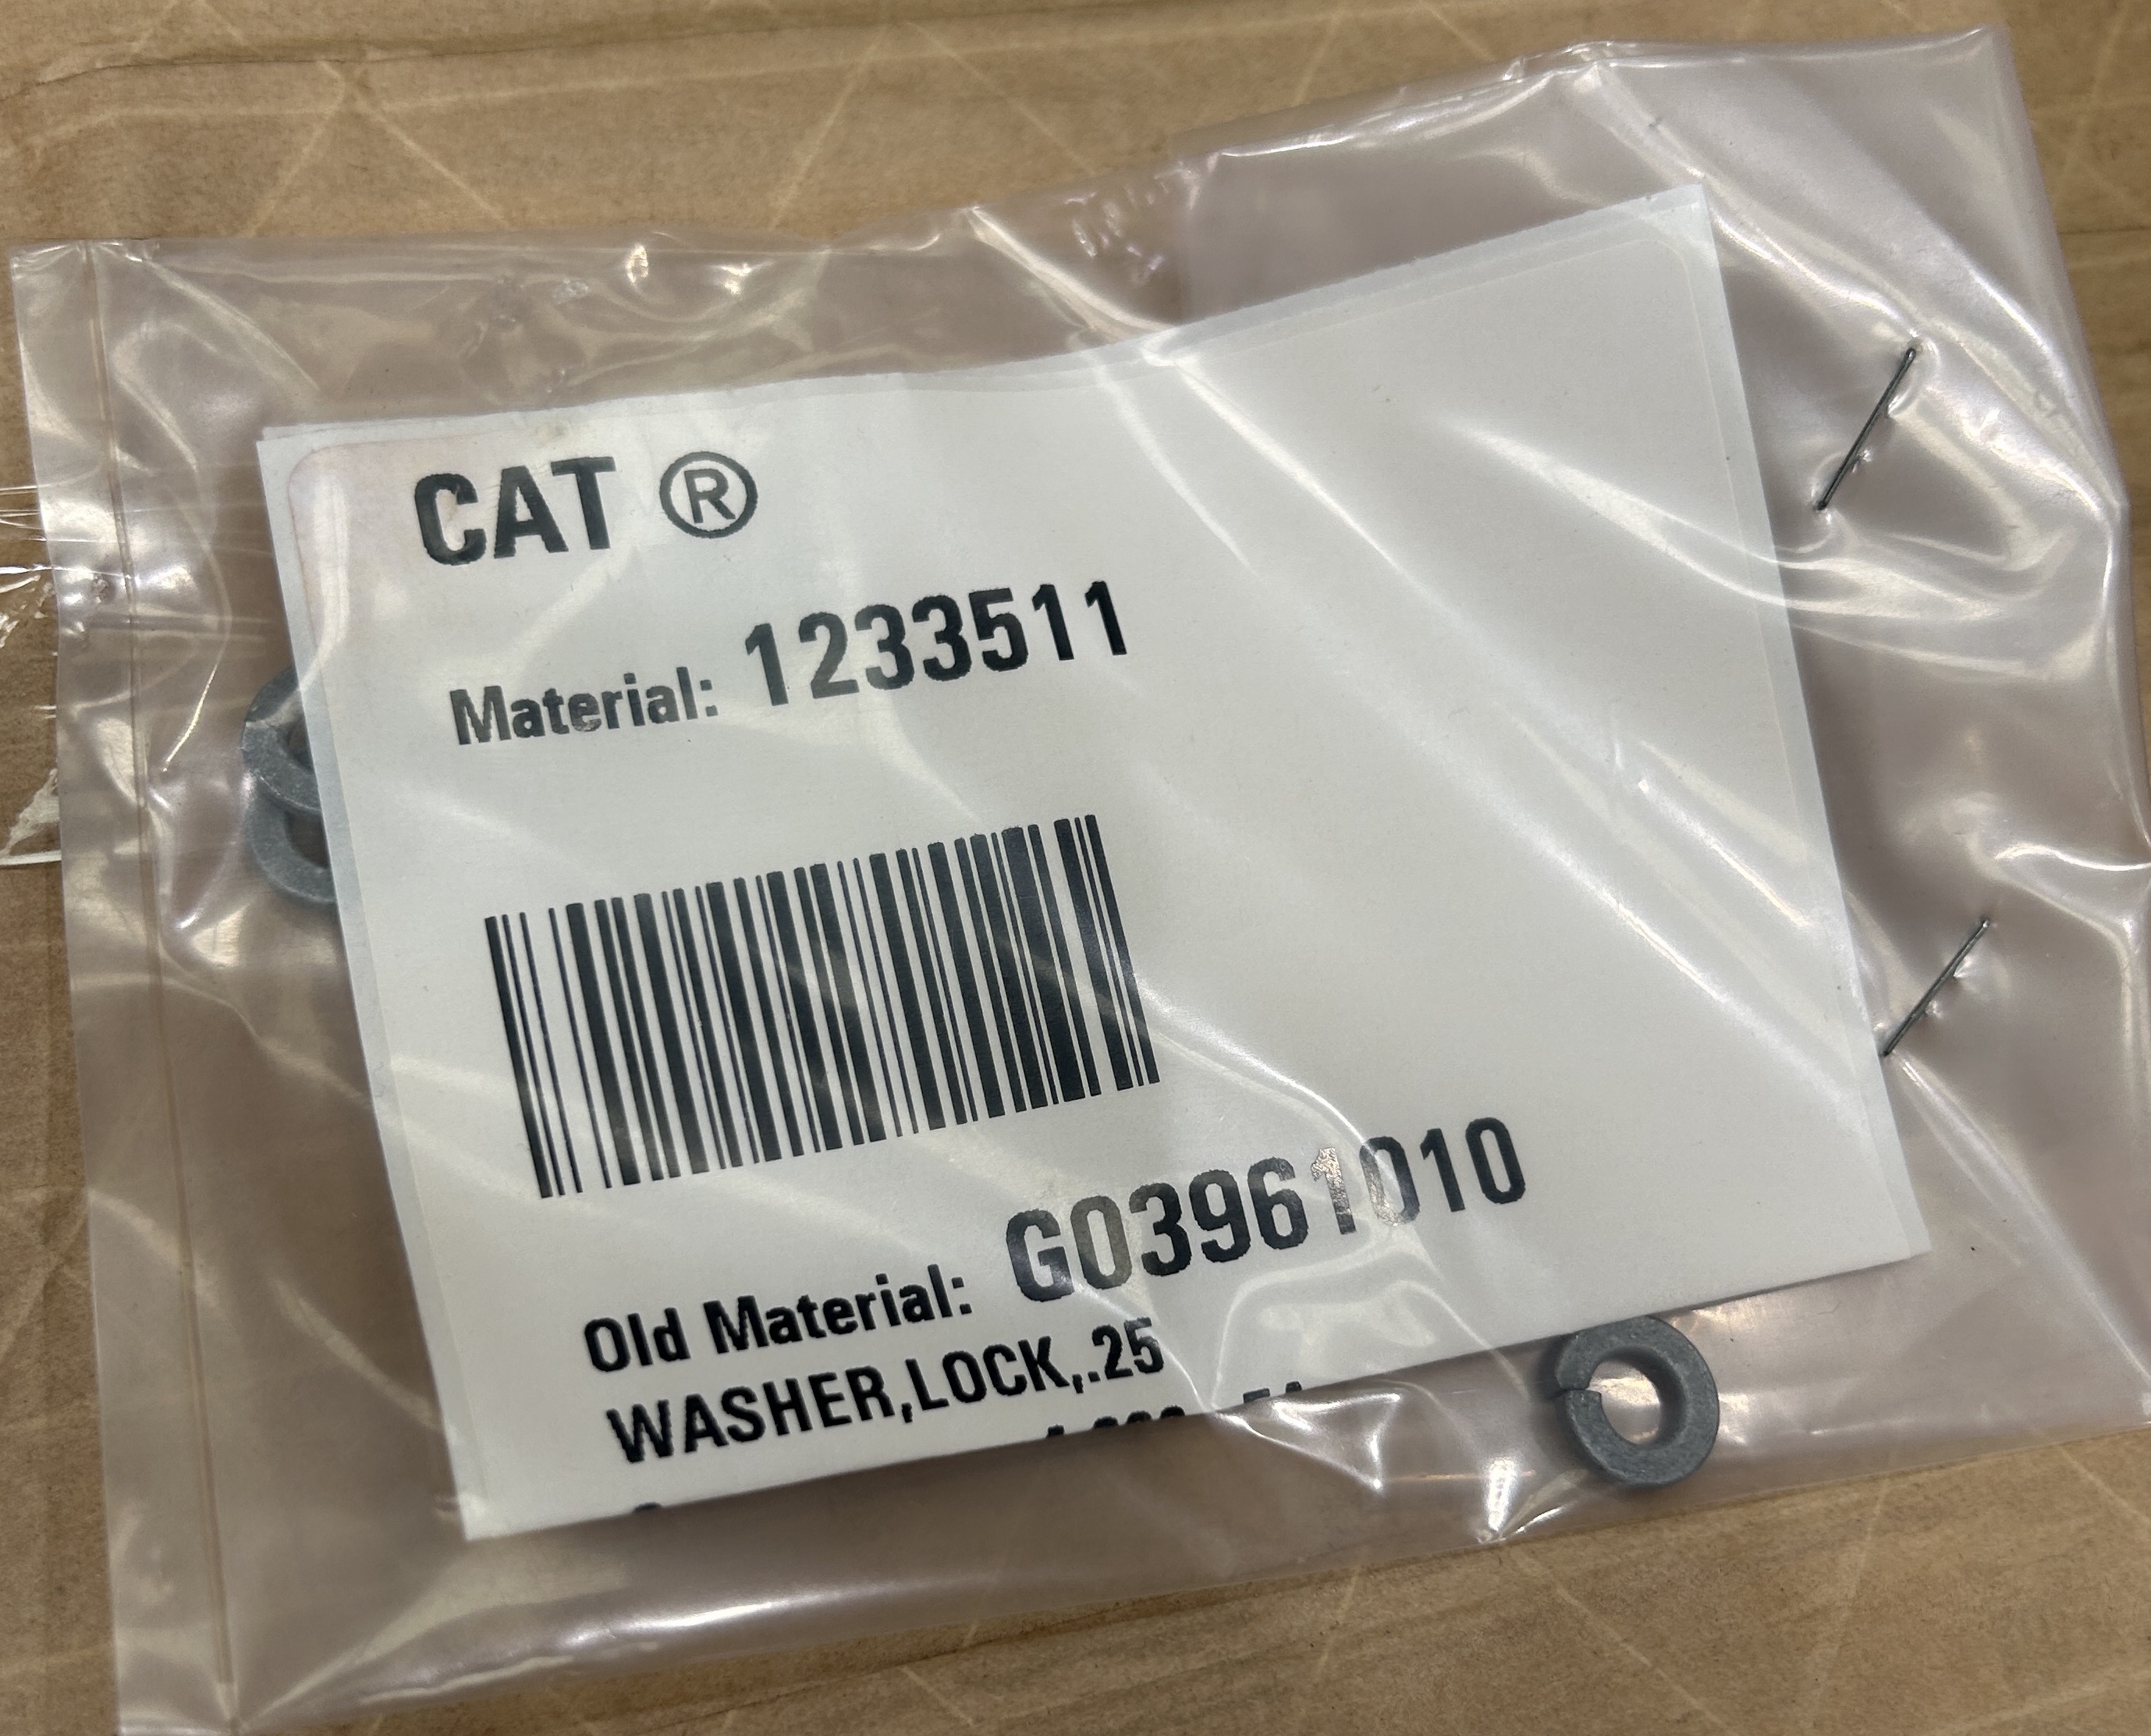 CAT ®
Material: 1233511
Old Material: G03961010
WASHER,LOCK,.25